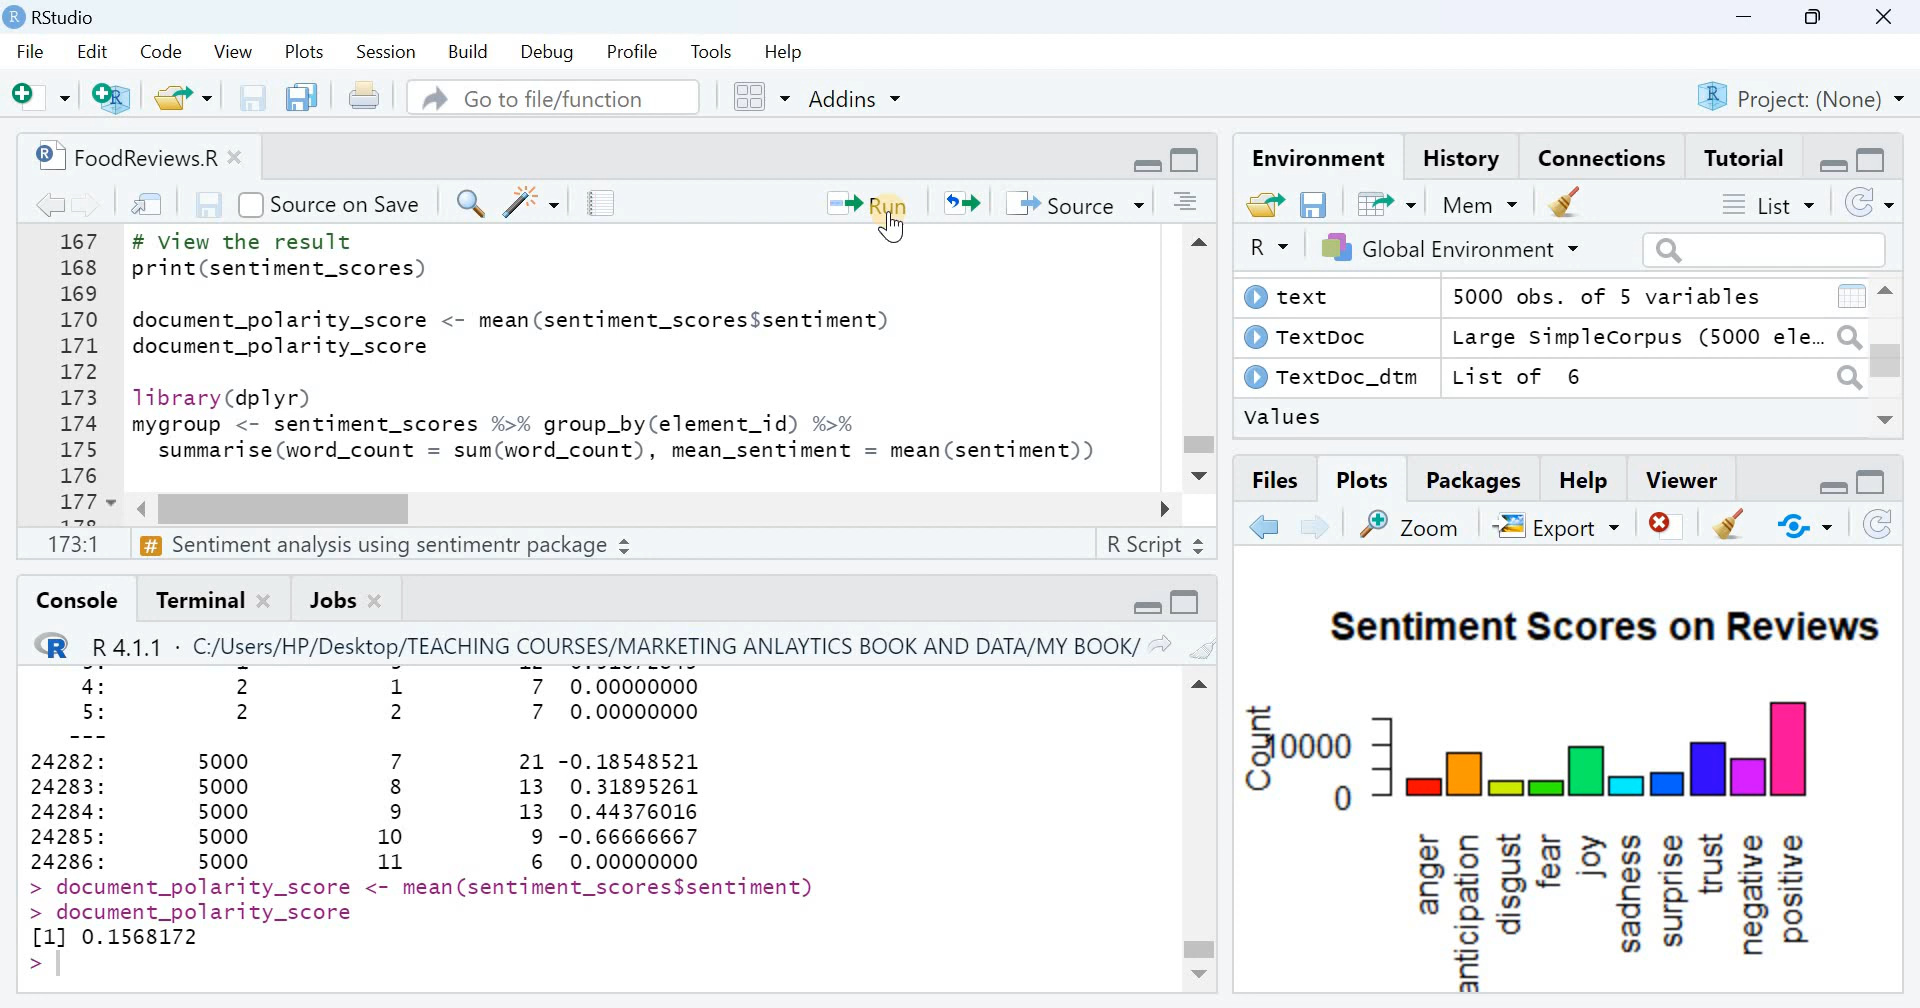 RStudio
File Edit Code View Plots Session Build Debug Profile Tools Help
Go to file/function Addins Project: (None)
FoodReviews.R
Source on Save Run Source
167 # View the result
168 print(sentiment_scores)
169
170 document_polarity_score <- mean(sentiment_scores$sentiment)
171 document_polarity_score
172
173 library(dplyr)
174 mygroup <- sentiment_scores %>% group_by(element_id) %>%
175 summarise(word_count = sum(word_count), mean_sentiment = mean(sentiment))
176
177
173:1 # Sentiment analysis using sentimentr package R Script
Console Terminal Jobs
R 4.1.1 · C:/Users/HP/Desktop/TEACHING COURSES/MARKETING ANLAYTICS BOOK AND DATA/MY BOOK/
4: 2 1 7 0.00000000
5: 2 2 7 0.00000000
---
24282: 5000 7 21 -0.18548521
24283: 5000 8 13 0.31895261
24284: 5000 9 13 0.44376016
24285: 5000 10 9 -0.66666667
24286: 5000 11 6 0.00000000
> document_polarity_score <- mean(sentiment_scores$sentiment)
> document_polarity_score
[1] 0.1568172
>
Environment History Connections Tutorial
Mem List
R Global Environment
text 5000 obs. of 5 variables
TextDoc Large SimpleCorpus (5000 ele…
TextDoc_dtm List of 6
Values
Files Plots Packages Help Viewer
Zoom Export
Sentiment Scores on Reviews
Count
10000
0
anger
anticipation
disgust
fear
joy
sadness
surprise
trust
negative
positive